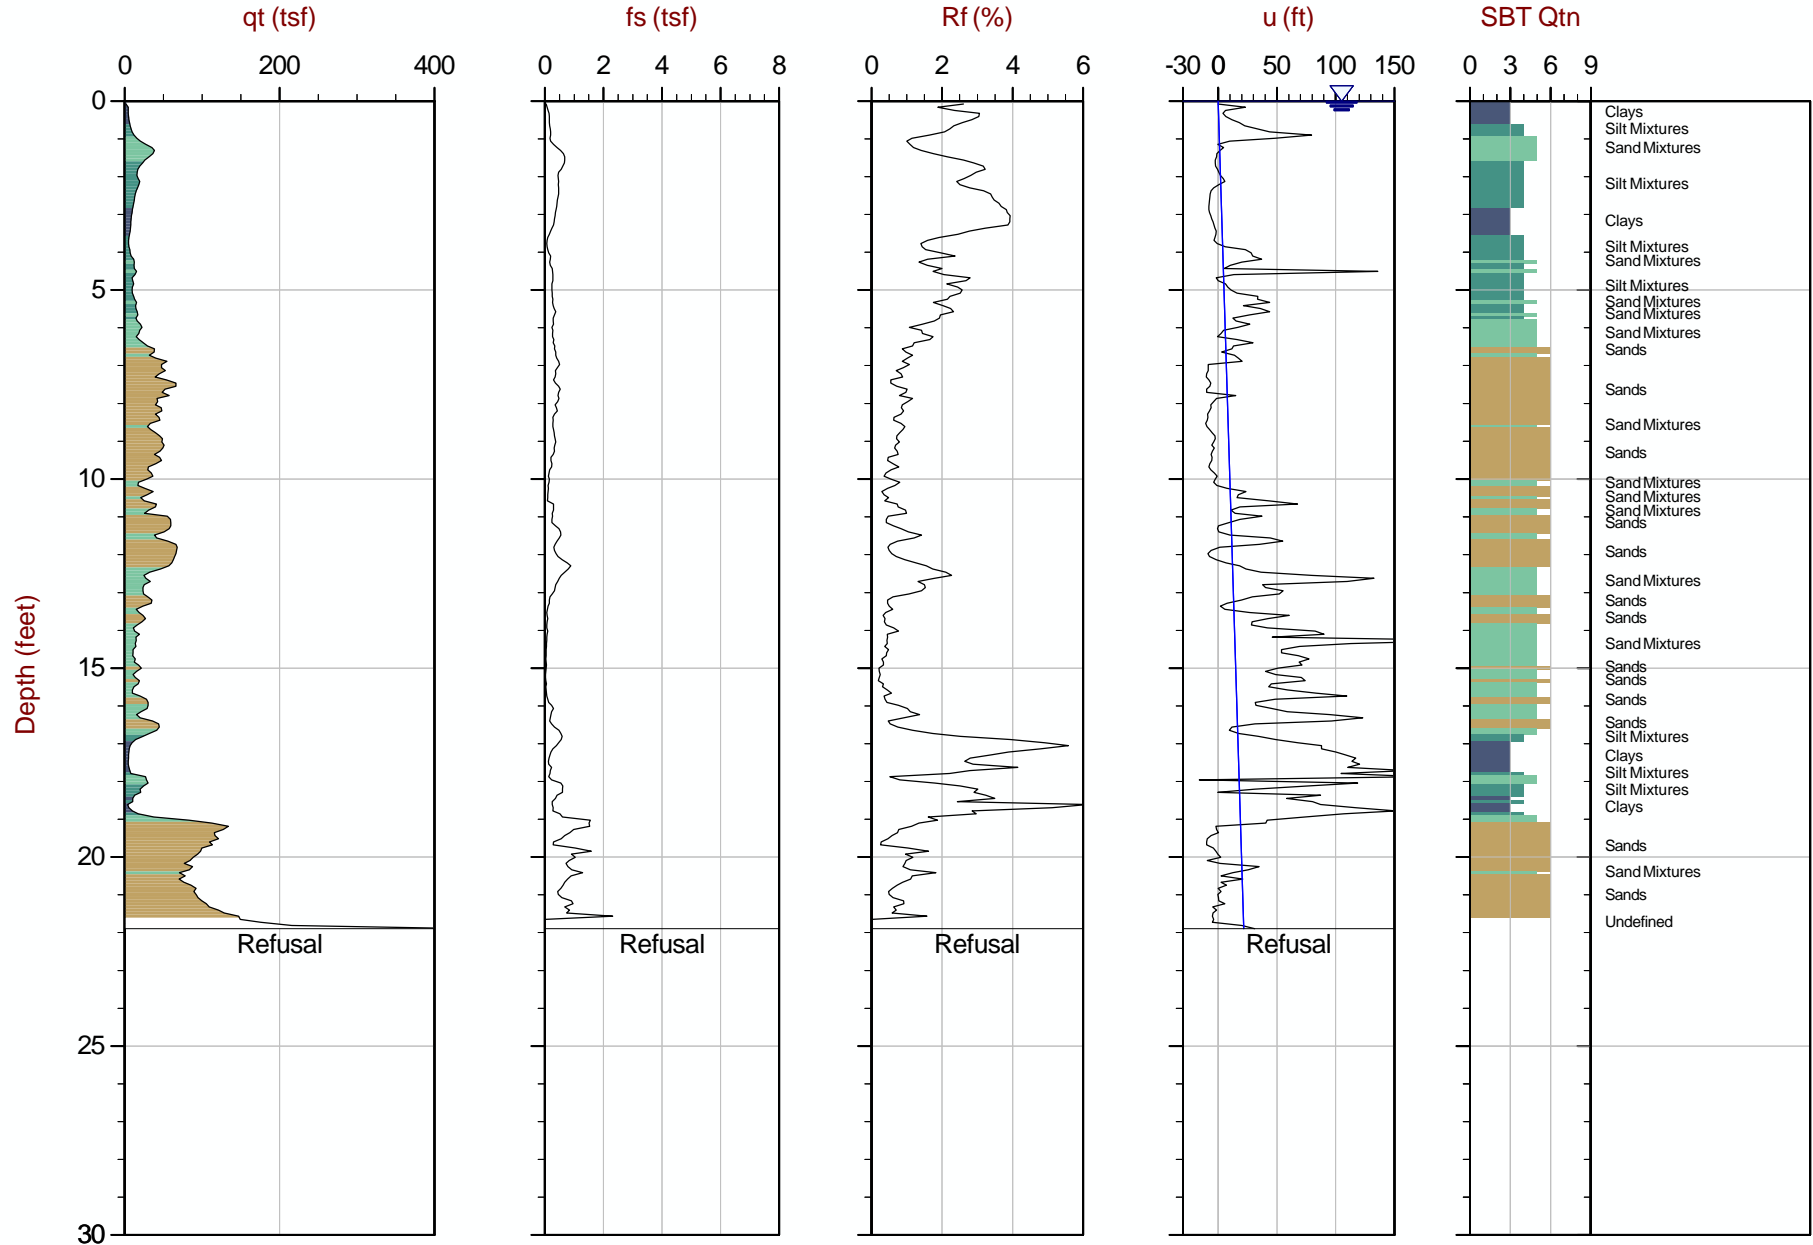 qt (tsf) fs (tsf) Rf (%) u (ft) SBT Qtn
0 200 400 0 2 4 6 8 0 2 4 6 -30 0 50 100 150 0 3 6 9
0
5
10
15
20
25
30
Depth (feet)
Clays
Silt Mixtures
Sand Mixtures
Silt Mixtures
Clays
Silt Mixtures
Sand Mixtures
Silt Mixtures
Sand Mixtures
Sand Mixtures
Sand Mixtures
Sands
Sands
Sand Mixtures
Sands
Sand Mixtures
Sand Mixtures
Sand Mixtures
Sands
Sands
Sand Mixtures
Sands
Sands
Sand Mixtures
Sands
Sands
Sands
Sands
Silt Mixtures
Clays
Silt Mixtures
Silt Mixtures
Clays
Sands
Sand Mixtures
Sands
Undefined
Refusal Refusal Refusal Refusal